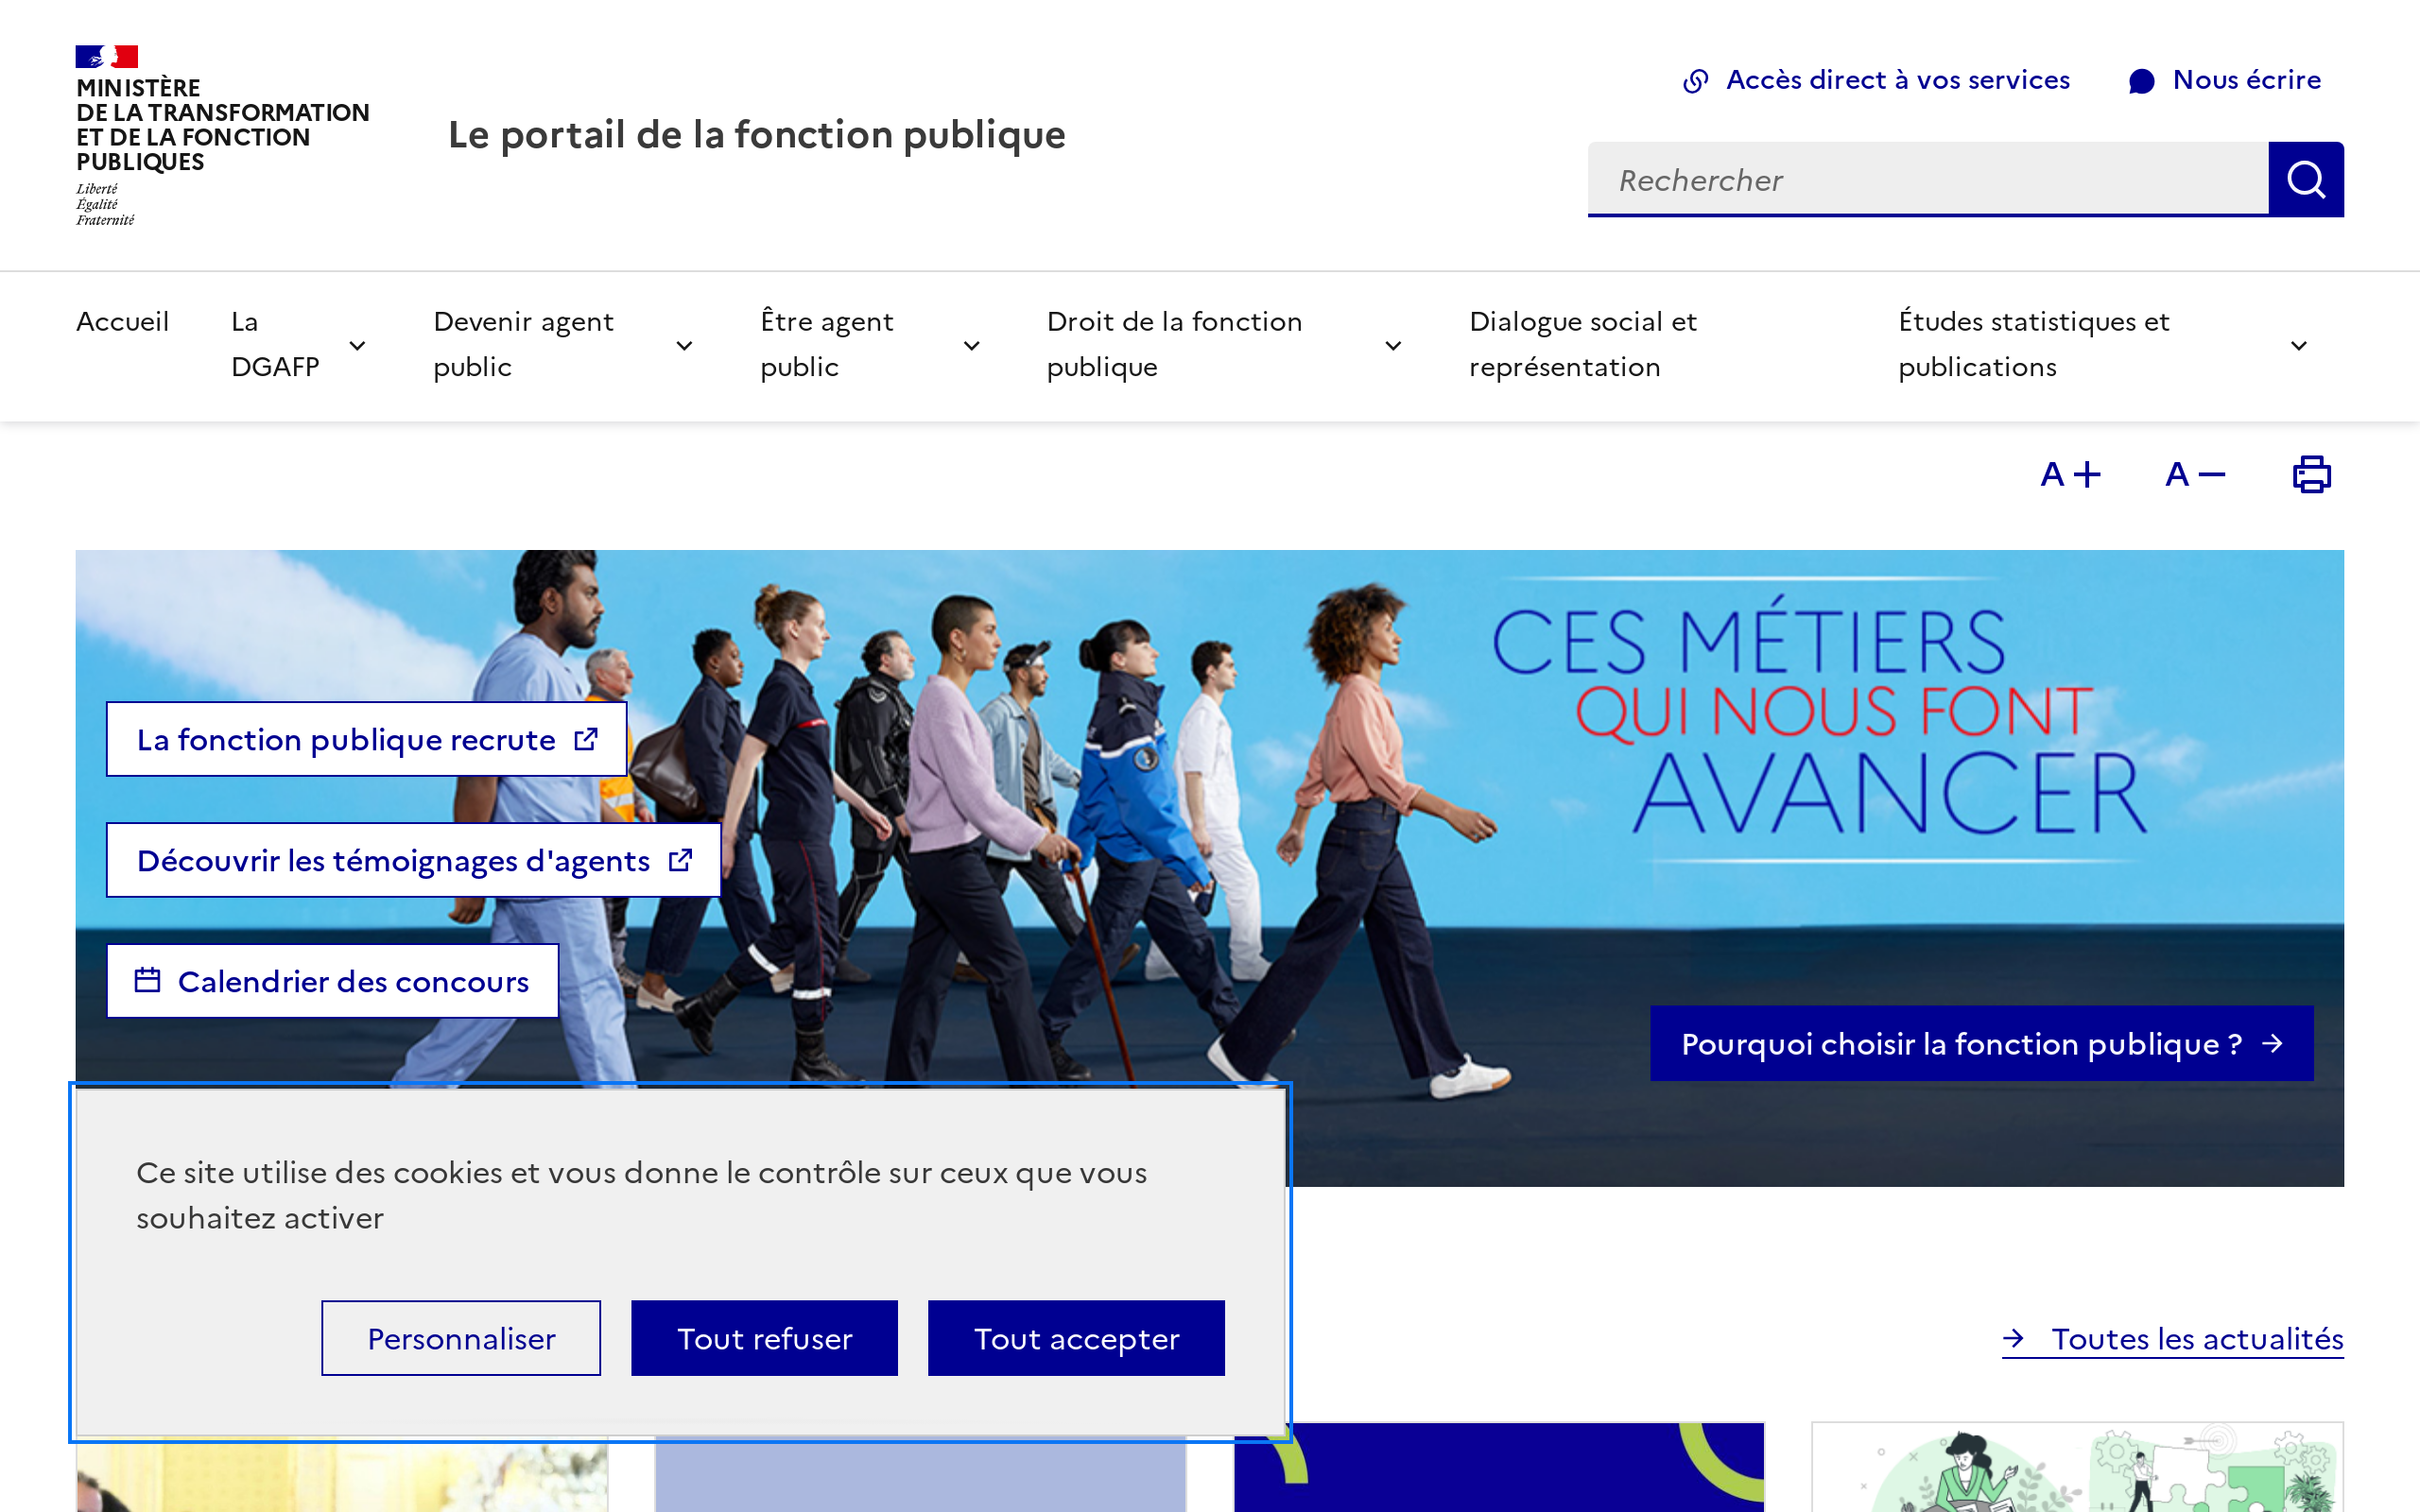 MINISTÈRE
DE LA TRANSFORMATION
ET DE LA FONCTION
PUBLIQUES
Liberté
Égalité
Fraternité
Le portail de la fonction publique
Accès direct à vos services
Nous écrire
Rechercher
Accueil
La
DGAFP
Devenir agent
public
Être agent
public
Droit de la fonction
publique
Dialogue social et
représentation
Études statistiques et
publications
A+
A−
CES MÉTIERS
QUI NOUS FONT
AVANCER
La fonction publique recrute
Découvrir les témoignages d'agents
Calendrier des concours
Pourquoi choisir la fonction publique ?
Ce site utilise des cookies et vous donne le contrôle sur ceux que vous
souhaitez activer
Personnaliser
Tout refuser
Tout accepter
Toutes les actualités